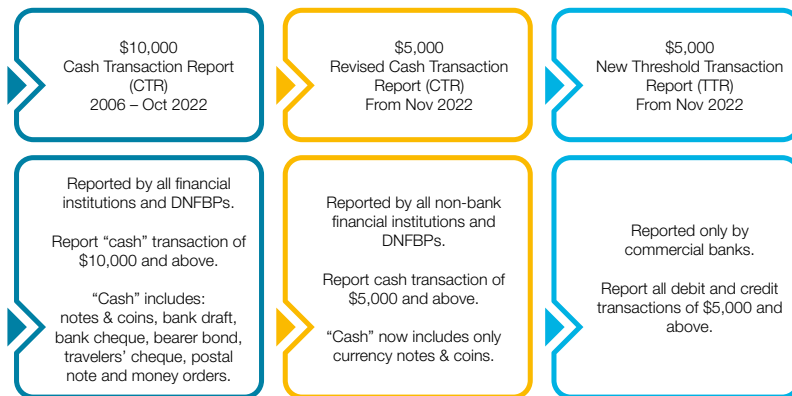 $10,000
Cash Transaction Report
(CTR)
2006 – Oct 2022
$5,000
Revised Cash Transaction
Report (CTR)
From Nov 2022
$5,000
New Threshold Transaction
Report (TTR)
From Nov 2022
Reported by all financial
institutions and DNFBPs.
Report “cash” transaction of
$10,000 and above.
“Cash” includes:
notes & coins, bank draft,
bank cheque, bearer bond,
travelers’ cheque, postal
note and money orders.
Reported by all non-bank
financial institutions and
DNFBPs.
Report cash transaction of
$5,000 and above.
“Cash” now includes only
currency notes & coins.
Reported only by
commercial banks.
Report all debit and credit
transactions of $5,000 and
above.